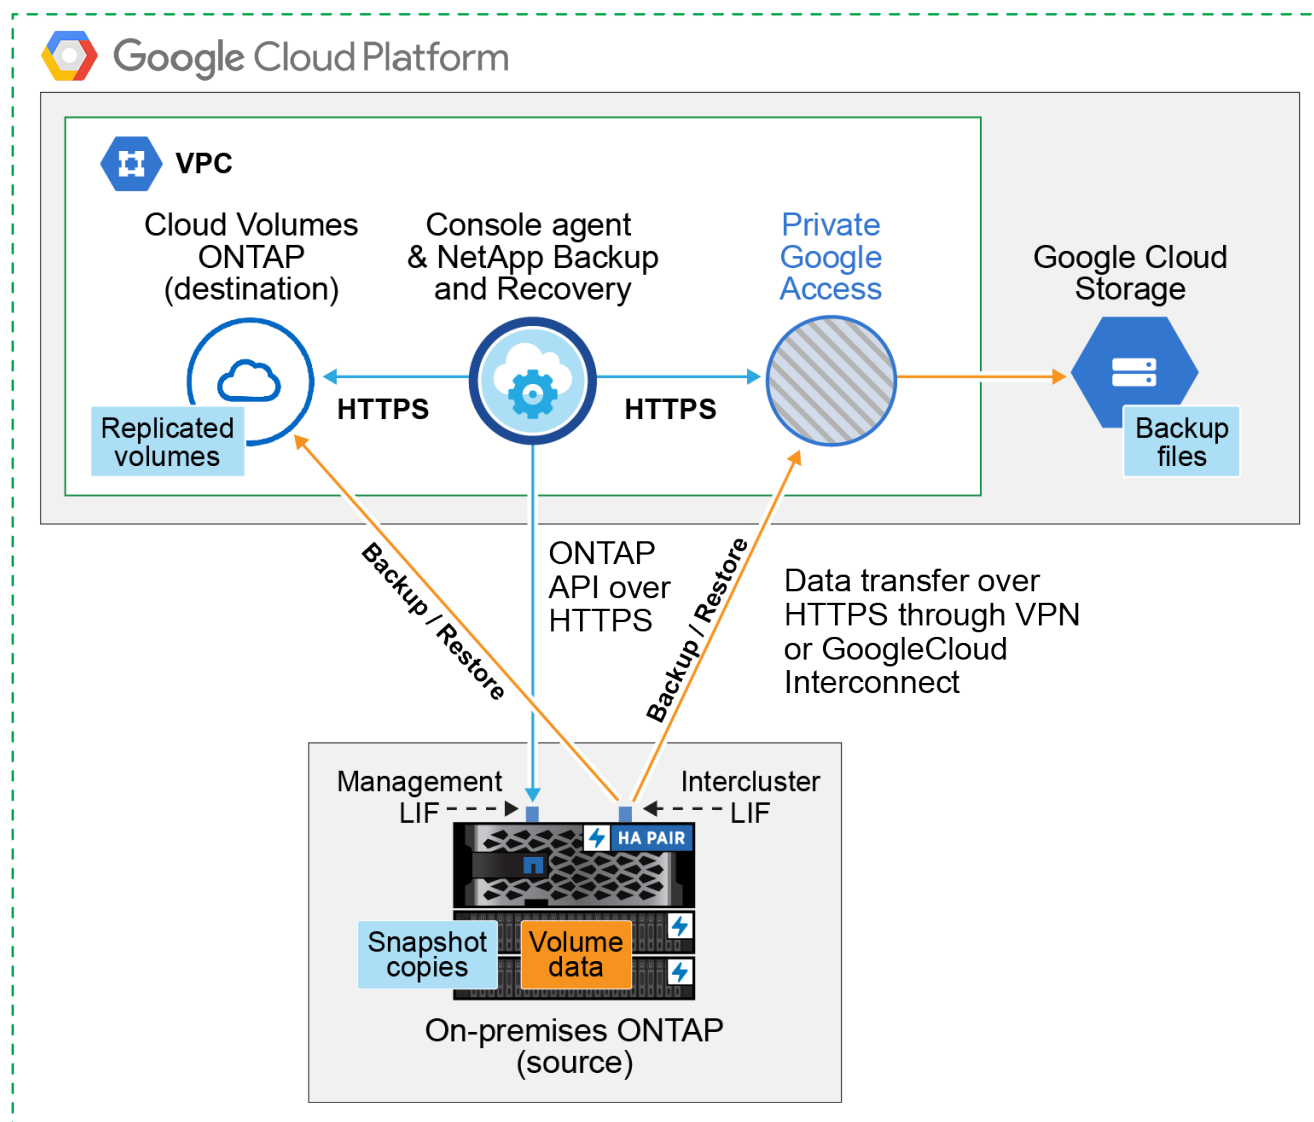 Google Cloud Platform
VPC
Cloud Volumes
ONTAP
(destination)
Console agent
& NetApp Backup
and Recovery
Private
Google
Access
Google Cloud
Storage
HTTPS
HTTPS
Replicated
volumes
Backup
files
Backup / Restore
ONTAP
API over
HTTPS
Backup / Restore
Data transfer over
HTTPS through VPN
or GoogleCloud
Interconnect
Management
LIF
Intercluster
LIF
HA PAIR
Snapshot
copies
Volume
data
On-premises ONTAP
(source)